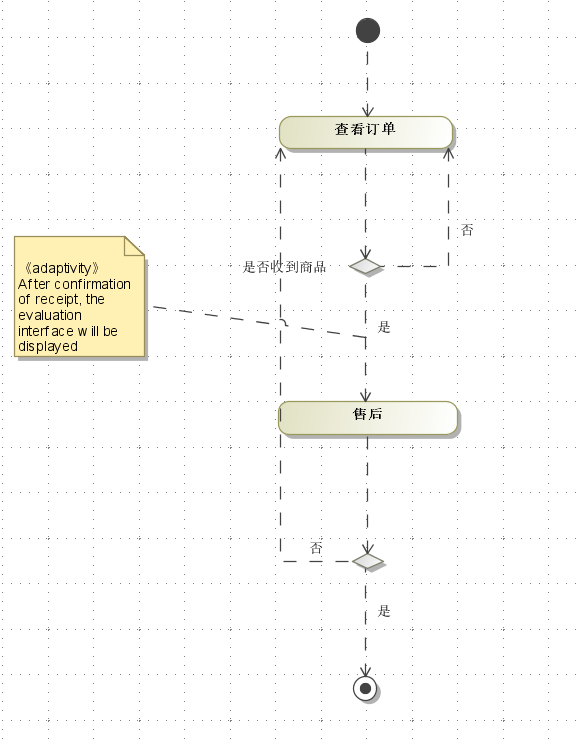 查看订单
否
是否收到商品
《adaptivity》
After confirmation
of receipt, the
evaluation
interface will be
displayed
是
售后
否
是